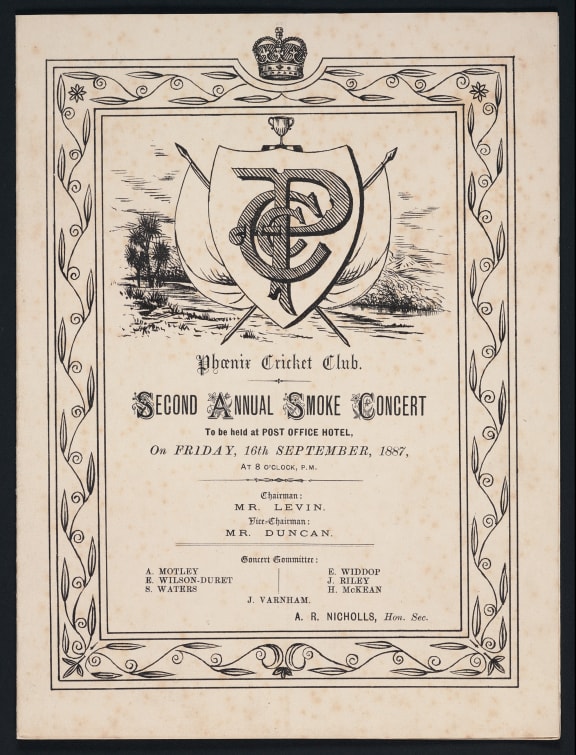 PCC
Phœnix Cricket Club.
SECOND ANNUAL SMOKE CONCERT
To be held at POST OFFICE HOTEL,
On FRIDAY, 16th SEPTEMBER, 1887,
AT 8 O'CLOCK, P.M.
Chairman:
MR. LEVIN.
Vice-Chairman:
MR. DUNCAN.
Concert Committee:
A. MOTLEY
E. WILSON-DURET
S. WATERS
E. WIDDOP
J. RILEY
H. McKEAN
J. VARNHAM.
A. R. NICHOLLS, Hon. Sec.